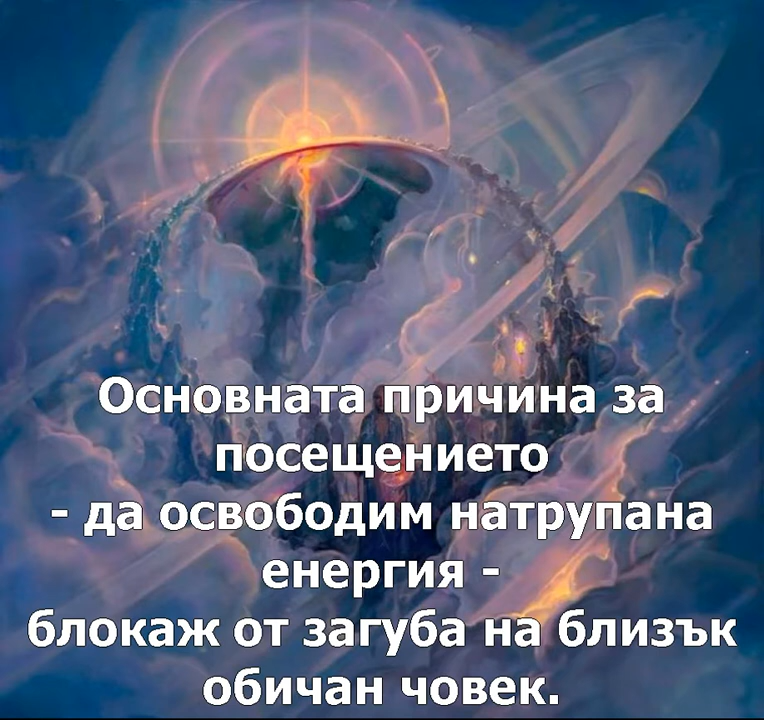 Основната причина за
посещението
- да освободим натрупана
енергия -
блокаж от загуба на близък
обичан човек.